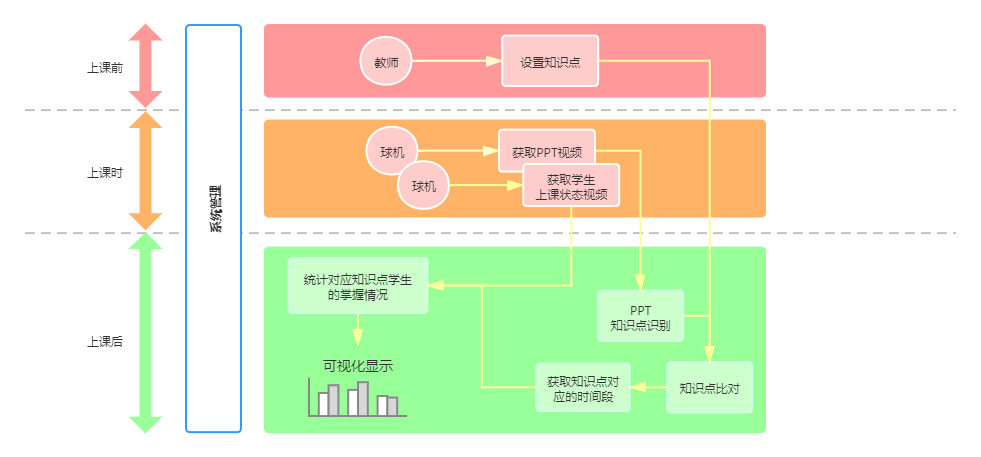 上课前
教师
设置知识点
上课时
球机
获取PPT视频
球机
获取学生
上课状态视频
系统管理
上课后
统计对应知识点学生
的掌握情况
PPT
知识点识别
可视化显示
获取知识点对
应的时间段
知识点比对